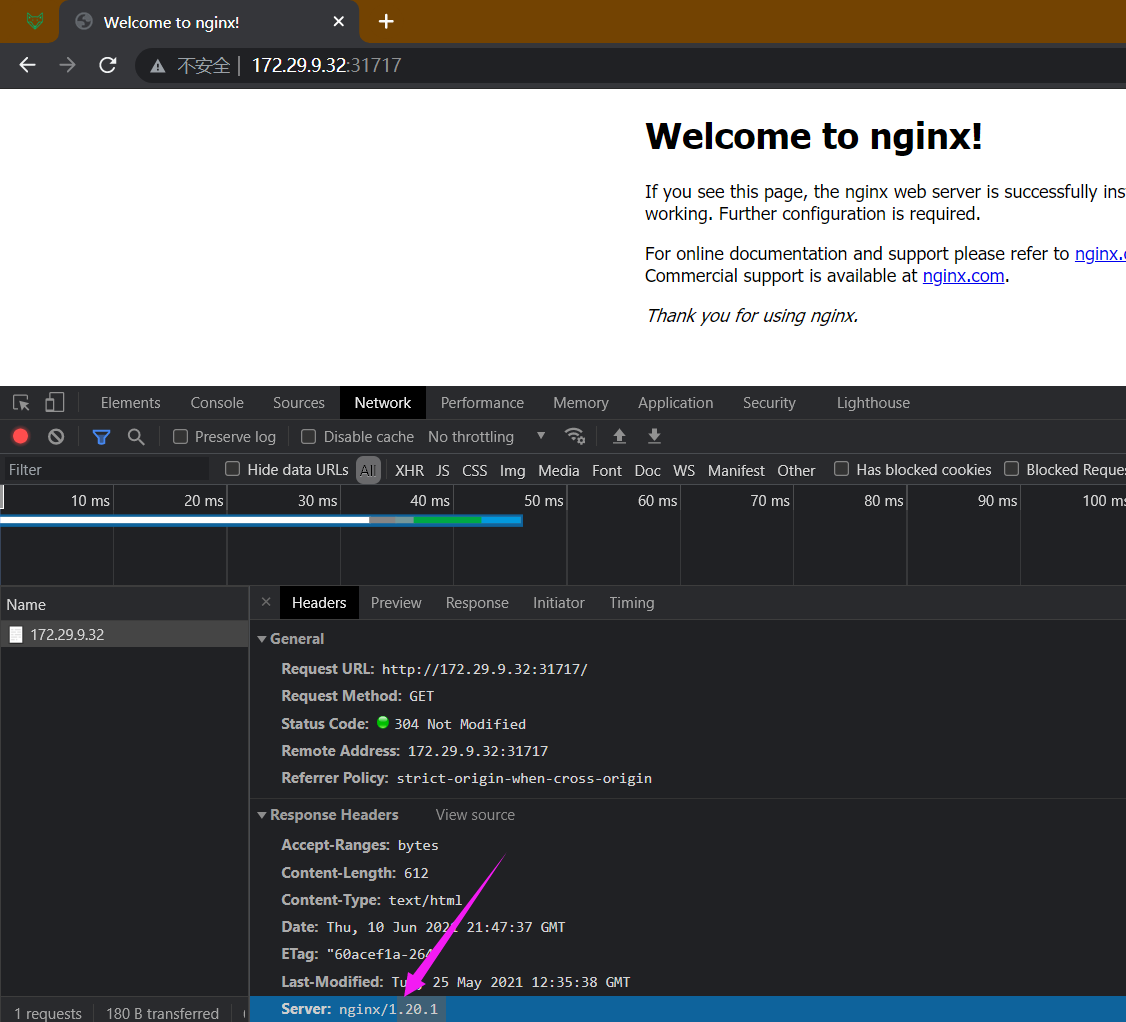 Welcome to nginx!
不安全 | 172.29.9.32:31717
Welcome to nginx!
If you see this page, the nginx web server is successfully
working. Further configuration is required.
For online documentation and support please refer to nginx.
Commercial support is available at nginx.com.
Thank you for using nginx.
Elements Console Sources Network Performance Memory Application Security Lighthouse
Preserve log Disable cache No throttling
Filter Hide data URLs All XHR JS CSS Img Media Font Doc WS Manifest Other Has blocked cookies Blocked
10 ms 20 ms 30 ms 40 ms 50 ms 60 ms 70 ms 80 ms 90 ms 100
Name
172.29.9.32
1 requests 180 B transferred
Headers Preview Response Initiator Timing
General
Request URL: http://172.29.9.32:31717/
Request Method: GET
Status Code: 304 Not Modified
Remote Address: 172.29.9.32:31717
Referrer Policy: strict-origin-when-cross-origin
Response Headers View source
Accept-Ranges: bytes
Content-Length: 612
Content-Type: text/html
Date: Thu, 10 Jun 2021 21:47:37 GMT
ETag: "60acef1a-264
Last-Modified: 25 May 2021 12:35:38 GMT
Server: nginx/1.20.1